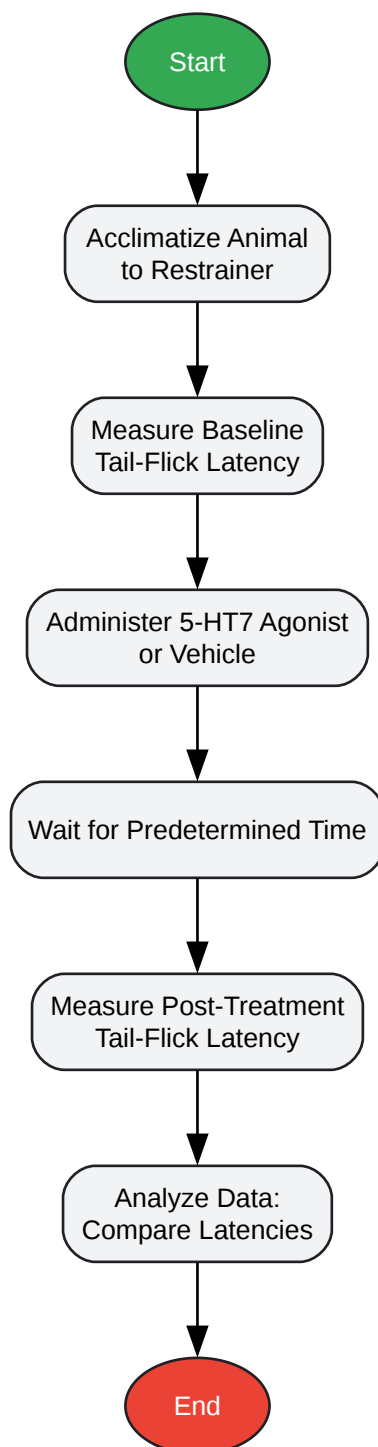 Start
Acclimatize Animal
to Restrainer
Measure Baseline
Tail-Flick Latency
Administer 5-HT7 Agonist
or Vehicle
Wait for Predetermined Time
Measure Post-Treatment
Tail-Flick Latency
Analyze Data:
Compare Latencies
End